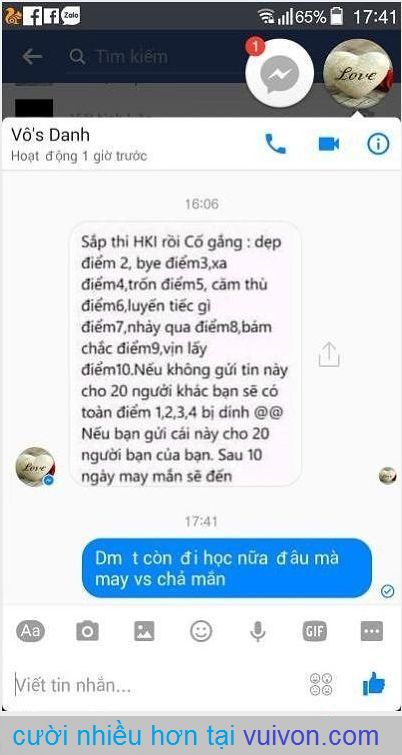 Zalo 65% 17:41
Tìm kiếm
1
Love
Vô's Danh
Hoạt động 1 giờ trước
16:06
Sắp thi HKI rồi Cố gắng : dẹp
điểm 2, bye điểm3,xa
điểm4,trốn điểm5, căm thù
điểm6,luyến tiếc gì
điểm7,nhảy qua điểm8,bám
chắc điểm9,vịn lấy
điểm10.Nếu không gửi tin này
cho 20 người khác bạn sẽ có
toàn điểm 1,2,3,4 bị dính @@
Nếu bạn gửi cái này cho 20
người bạn của bạn. Sau 10
ngày may mắn sẽ đến
Love
17:41
Dm t còn đi học nữa đâu mà
may vs chả mắn
Aa GIF
Viết tin nhắn...
cười nhiều hơn tại vuivon.com